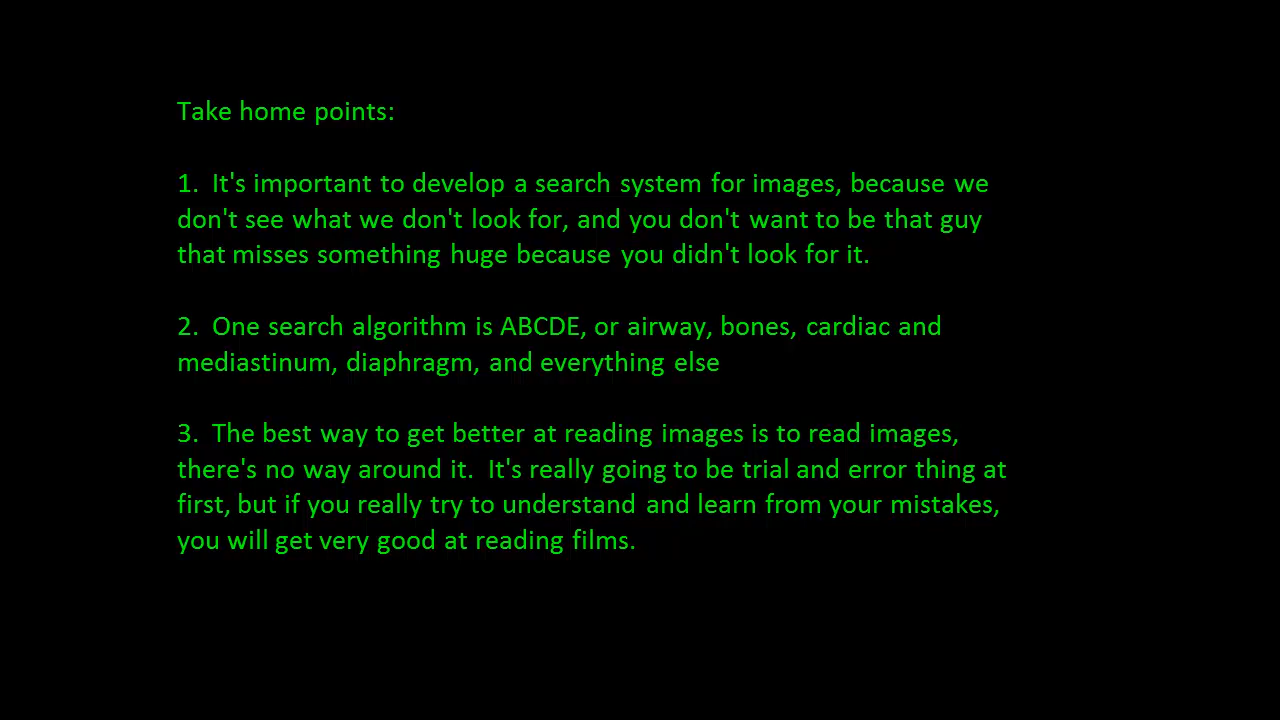 Take home points:
1.  It's important to develop a search system for images, because we
don't see what we don't look for, and you don't want to be that guy
that misses something huge because you didn't look for it.
2.  One search algorithm is ABCDE, or airway, bones, cardiac and
mediastinum, diaphragm, and everything else
3.  The best way to get better at reading images is to read images,
there's no way around it.  It's really going to be trial and error thing at
first, but if you really try to understand and learn from your mistakes,
you will get very good at reading films.